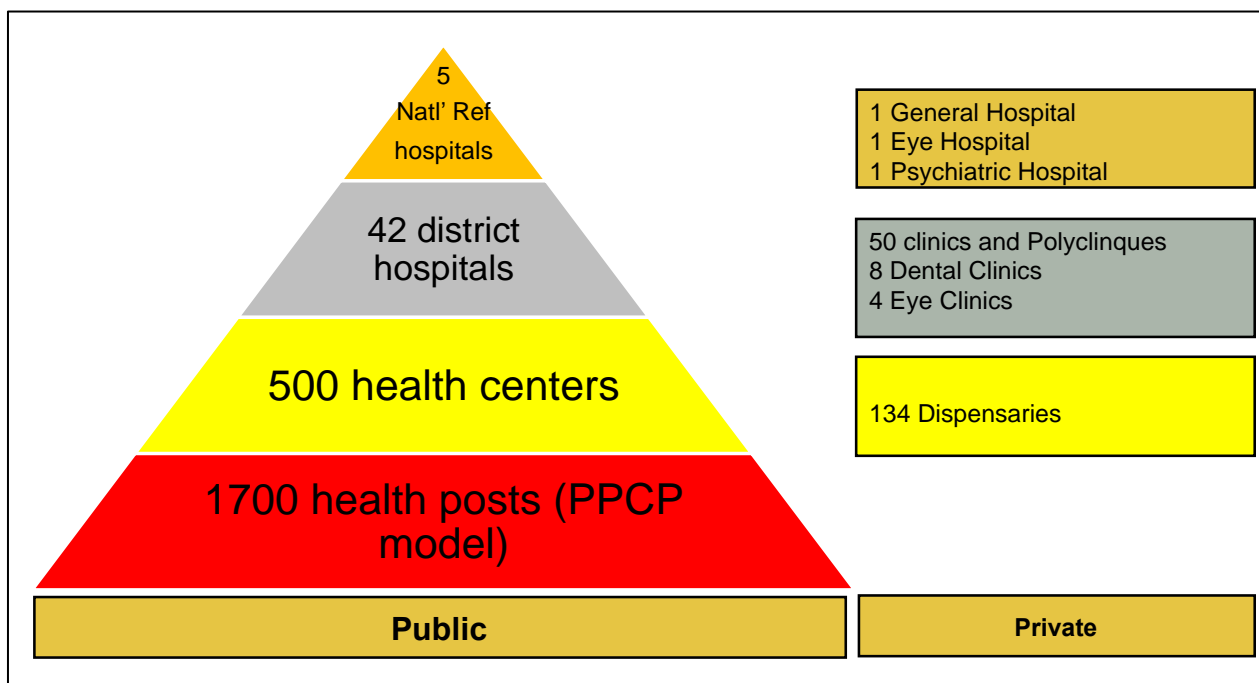 5
Natl’ Ref
hospitals
42 district
hospitals
500 health centers
1700 health posts (PPCP
model)
Public
1 General Hospital
1 Eye Hospital
1 Psychiatric Hospital
50 clinics and Polyclinques
8 Dental Clinics
4 Eye Clinics
134 Dispensaries
Private